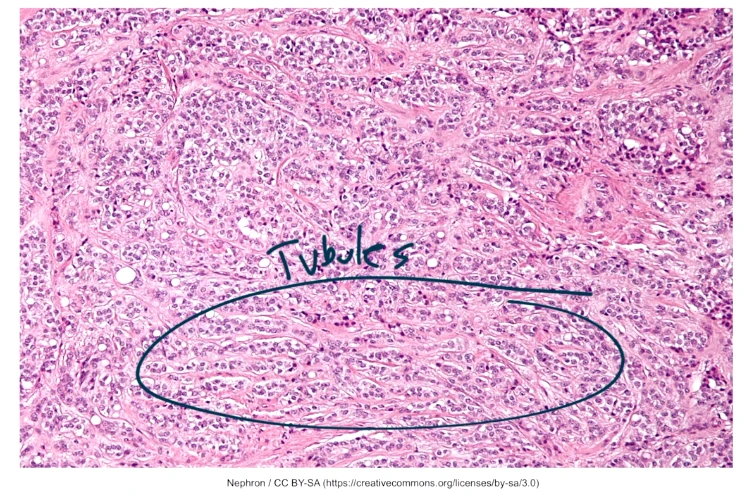 Tubules
Nephron / CC BY-SA (https://creativecommons.org/licenses/by-sa/3.0)